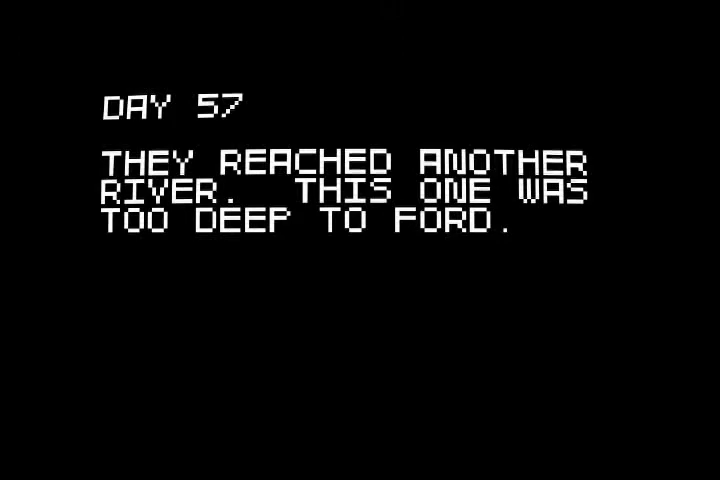 DAY 57
THEY REACHED ANOTHER
RIVER.  THIS ONE WAS
TOO DEEP TO FORD.